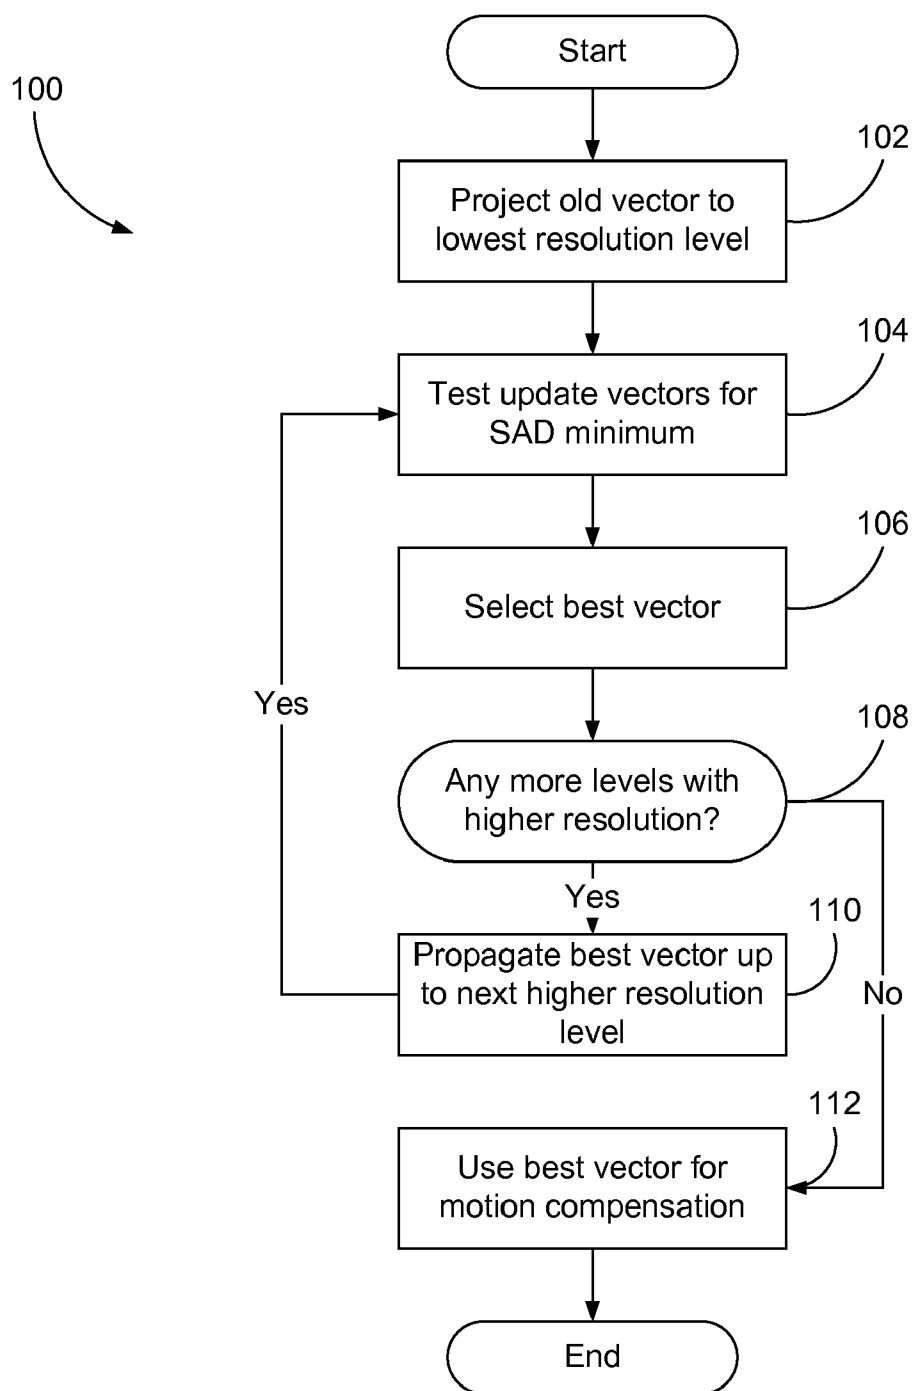 Start
100
102
Project old vector to
lowest resolution level
104
Test update vectors for
SAD minimum
106
Select best vector
Yes
108
Any more levels with
higher resolution?
Yes
110
Propagate best vector up
to next higher resolution
level
No
112
Use best vector for
motion compensation
End